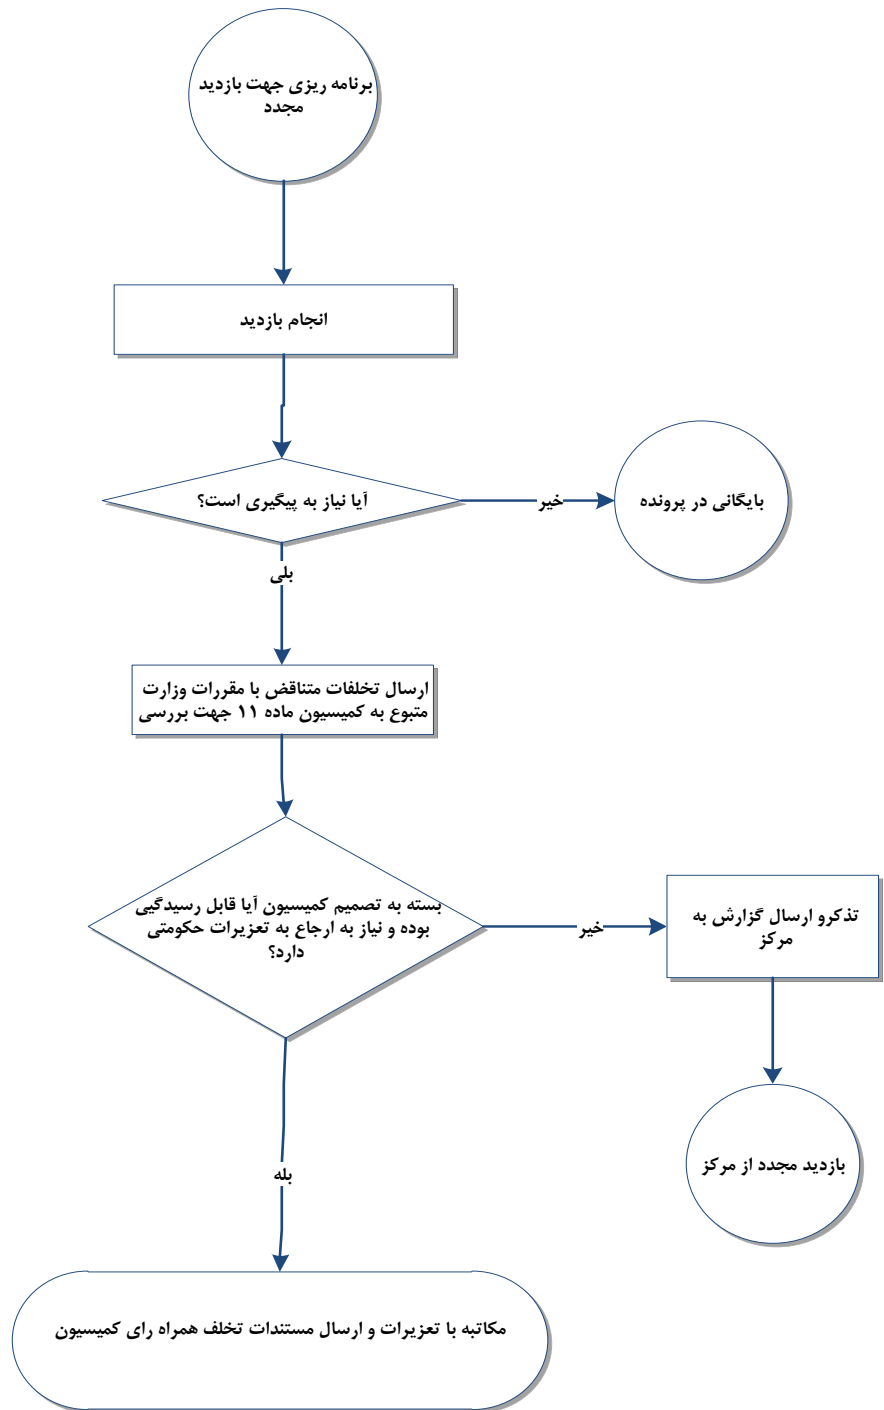 برنامه ریزی جهت بازدید
مجدد
انجام بازدید
آیا نیاز به پیگیری است؟
خیر
بایگانی در پرونده
بلی
ارسال تخلفات متناقض با مقررات وزارت
متبوع به کمیسیون ماده ۱۱ جهت بررسی
بسته به تصمیم کمیسیون آیا قابل رسیدگیی
بوده و نیاز به ارجاع به تعزیرات حکومتی
دارد؟
خیر
تذکرو ارسال گزارش به
مرکز
بازدید مجدد از مرکز
بله
مکاتبه با تعزیرات و ارسال مستندات تخلف همراه رای کمیسیون